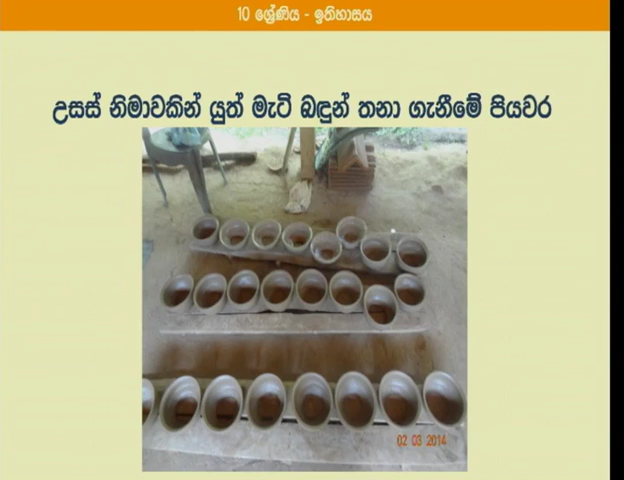 10 ශ්‍රේණිය - ඉතිහාසය
උසස් නිමාවකින් යුත් මැටි බඳුන් තනා ගැනීමේ පියවර
02 03 2014